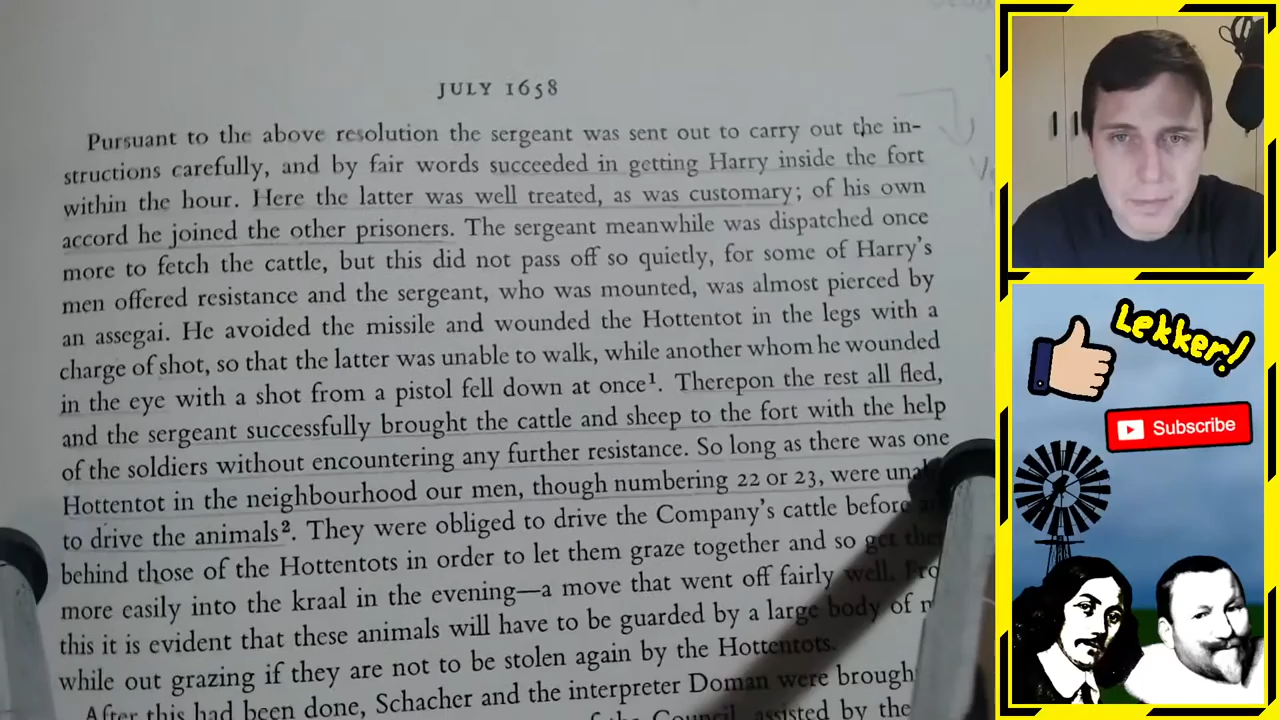 JULY 1658
Pursuant to the above resolution the sergeant was sent out to carry out the in-
structions carefully, and by fair words succeeded in getting Harry inside the fort
within the hour. Here the latter was well treated, as was customary; of his own
accord he joined the other prisoners. The sergeant meanwhile was dispatched once
more to fetch the cattle, but this did not pass off so quietly, for some of Harry's
men offered resistance and the sergeant, who was mounted, was almost pierced by
an assegai. He avoided the missile and wounded the Hottentot in the legs with a
charge of shot, so that the latter was unable to walk, while another whom he wounded
in the eye with a shot from a pistol fell down at once¹. Therepon the rest all fled,
and the sergeant successfully brought the cattle and sheep to the fort with the help
of the soldiers without encountering any further resistance. So long as there was one
Hottentot in the neighbourhood our men, though numbering 22 or 23, were
to drive the animals². They were obliged to drive the Company's cattle before
behind those of the Hottentots in order to let them graze together and so get
more easily into the kraal in the evening—a move that went off fairly well.
this it is evident that these animals will have to be guarded by a large body of
while out grazing if they are not to be stolen again by the Hottentots.
After this had been done, Schacher and the interpreter Doman were
of the Council, assisted by the
Lekker!
Subscribe